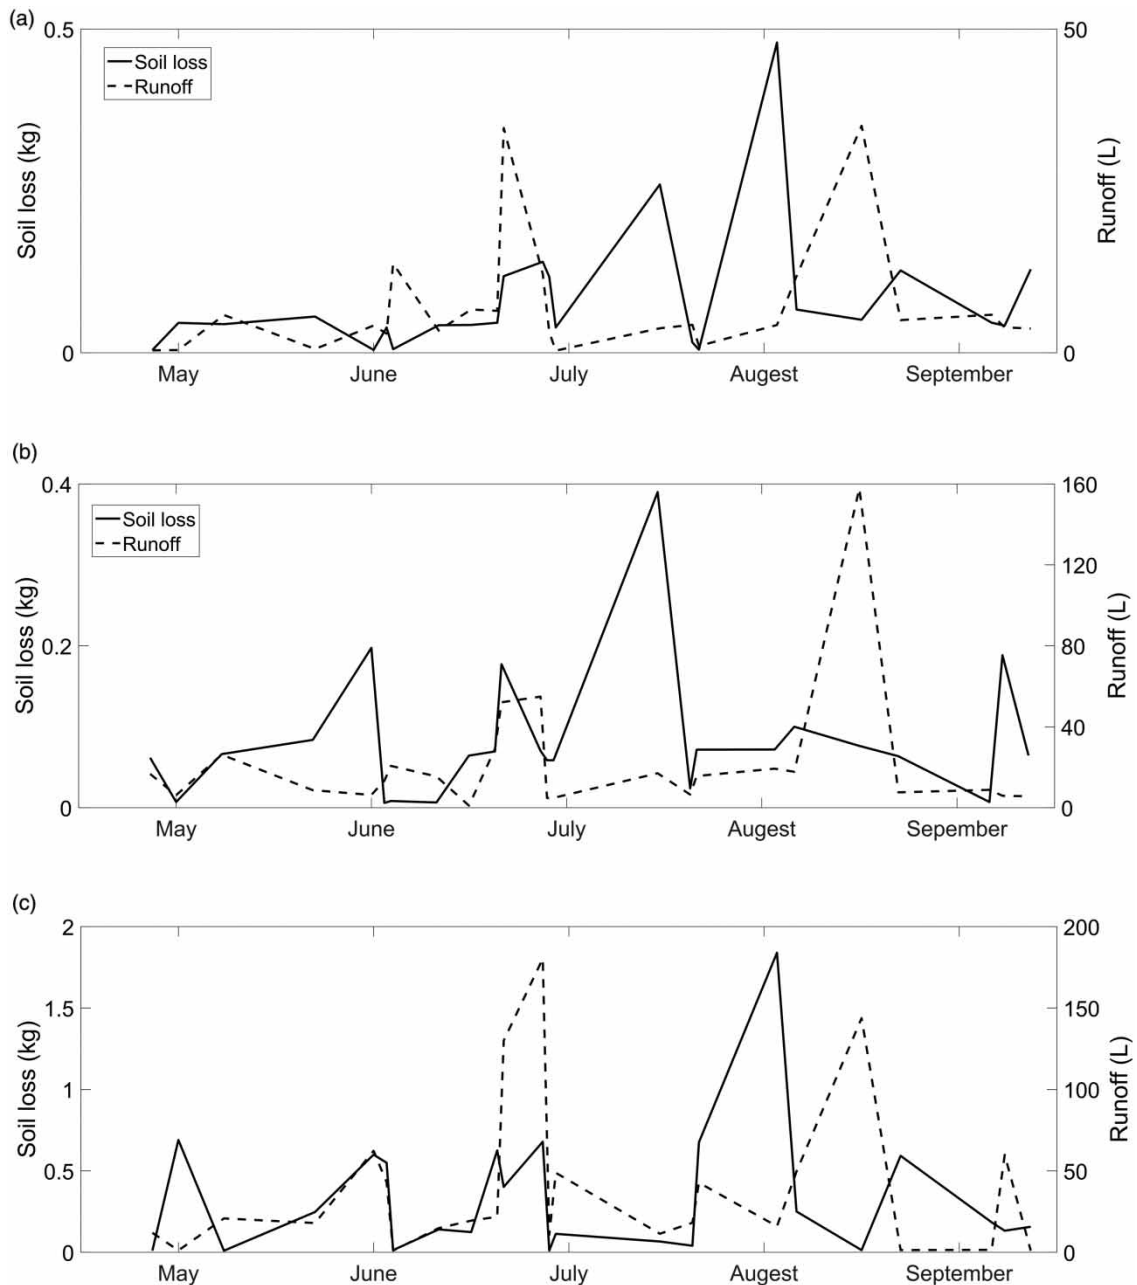 (a)
0.5
50
Soil loss
Runoff
Soil loss (kg)
Runoff (L)
0
0
May
June
July
Augest
September
(b)
0.4
160
Soil loss
Runoff
120
Soil loss (kg)
0.2
80
Runoff (L)
40
0
0
May
June
July
Augest
Sepember
(c)
2
200
1.5
150
Soil loss (kg)
1
100
Runoff (L)
0.5
50
0
0
May
June
July
Augest
September